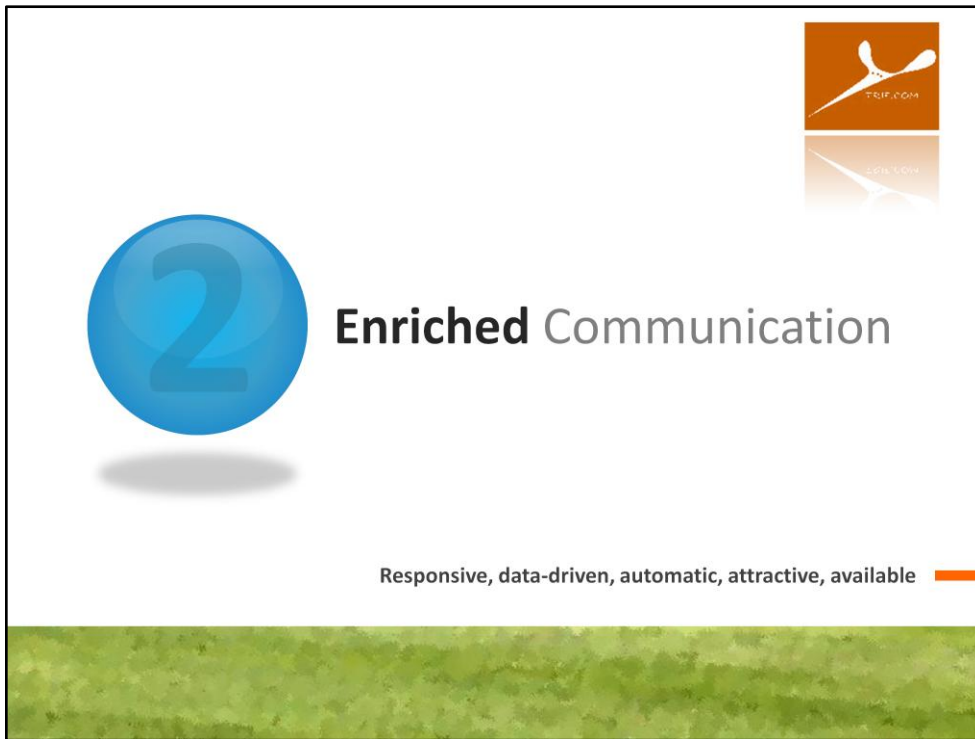 TRIF.COM
2
Enriched Communication
Responsive, data-driven, automatic, attractive, available